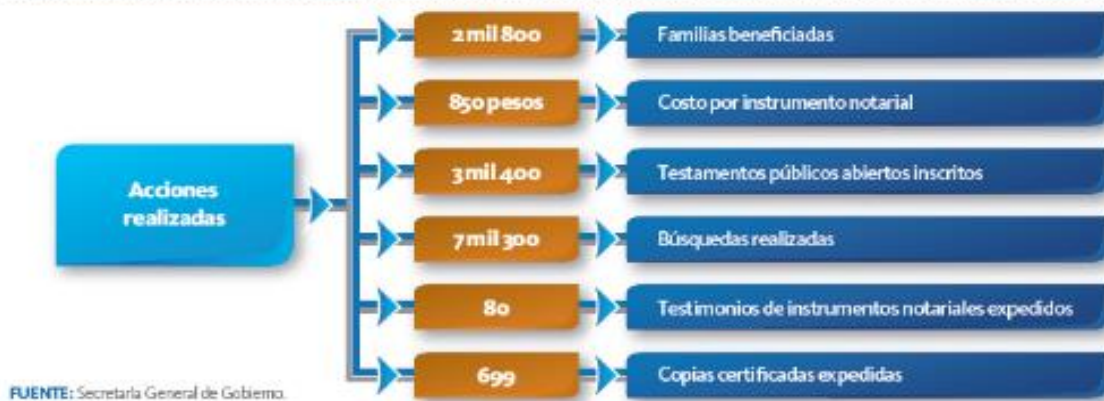 2 mil 800
Familias beneficiadas
850 pesos
Costo por instrumento notarial
Acciones
realizadas
3 mil 400
Testamentos públicos abiertos inscritos
7 mil 300
Búsquedas realizadas
80
Testimonios de instrumentos notariales expedidos
699
Copias certificadas expedidas
FUENTE: Secretaría General de Gobierno.